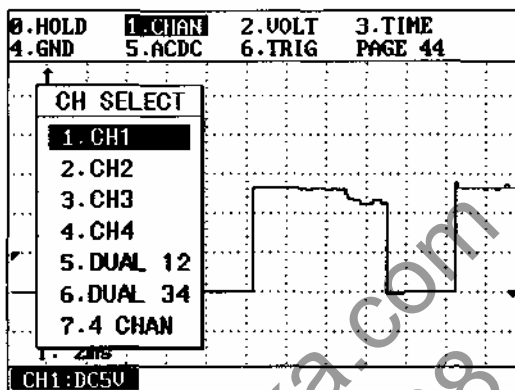 0.HOLD 1.CHAN 2.VOLT 3.TIME
4.GND 5.ACDC 6.TRIG PAGE 44
CH SELECT
1.CH1
2.CH2
3.CH3
4.CH4
5.DUAL 12
6.DUAL 34
7.4 CHAN
CH1:DC5V